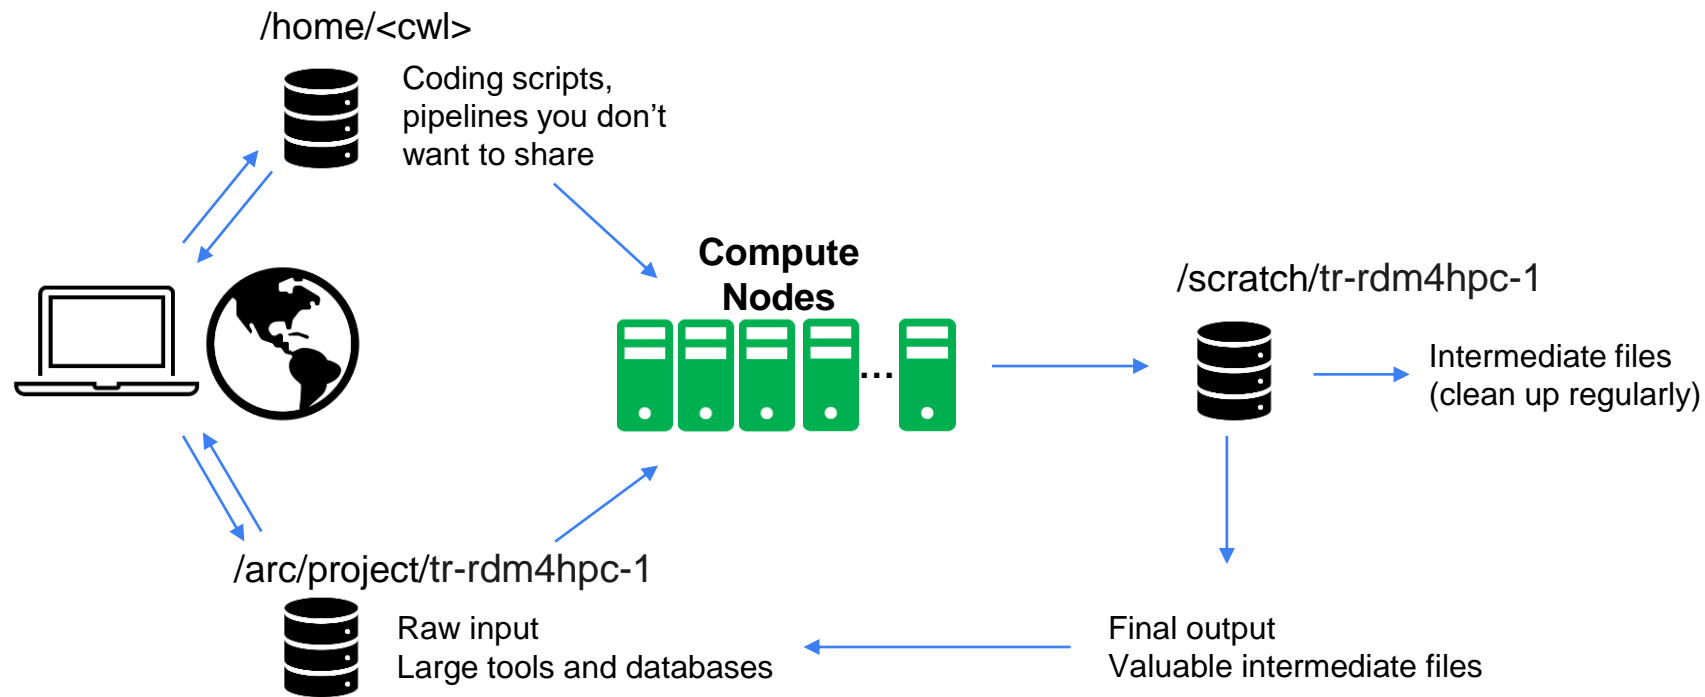 /home/<cwl>
Coding scripts,
pipelines you don’t
want to share
Compute
Nodes
...
/scratch/tr-rdm4hpc-1
Intermediate files
(clean up regularly)
/arc/project/tr-rdm4hpc-1
Raw input
Large tools and databases
Final output
Valuable intermediate files